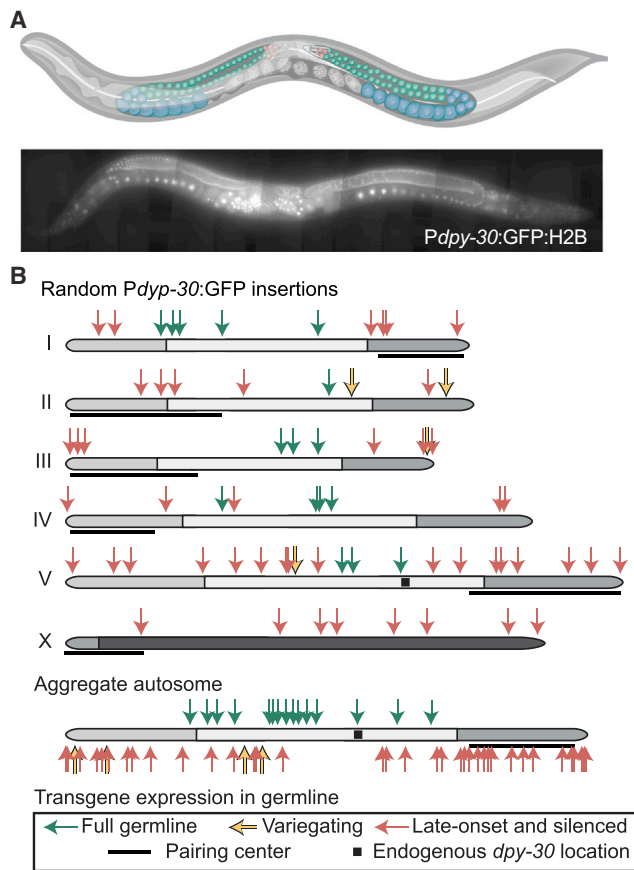 A
Pdpy-30:GFP:H2B
B
Random Pdyp-30:GFP insertions
I
II
III
IV
V
X
Aggregate autosome
Transgene expression in germline
Full germline
Variegating
Late-onset and silenced
Pairing center
Endogenous dpy-30 location